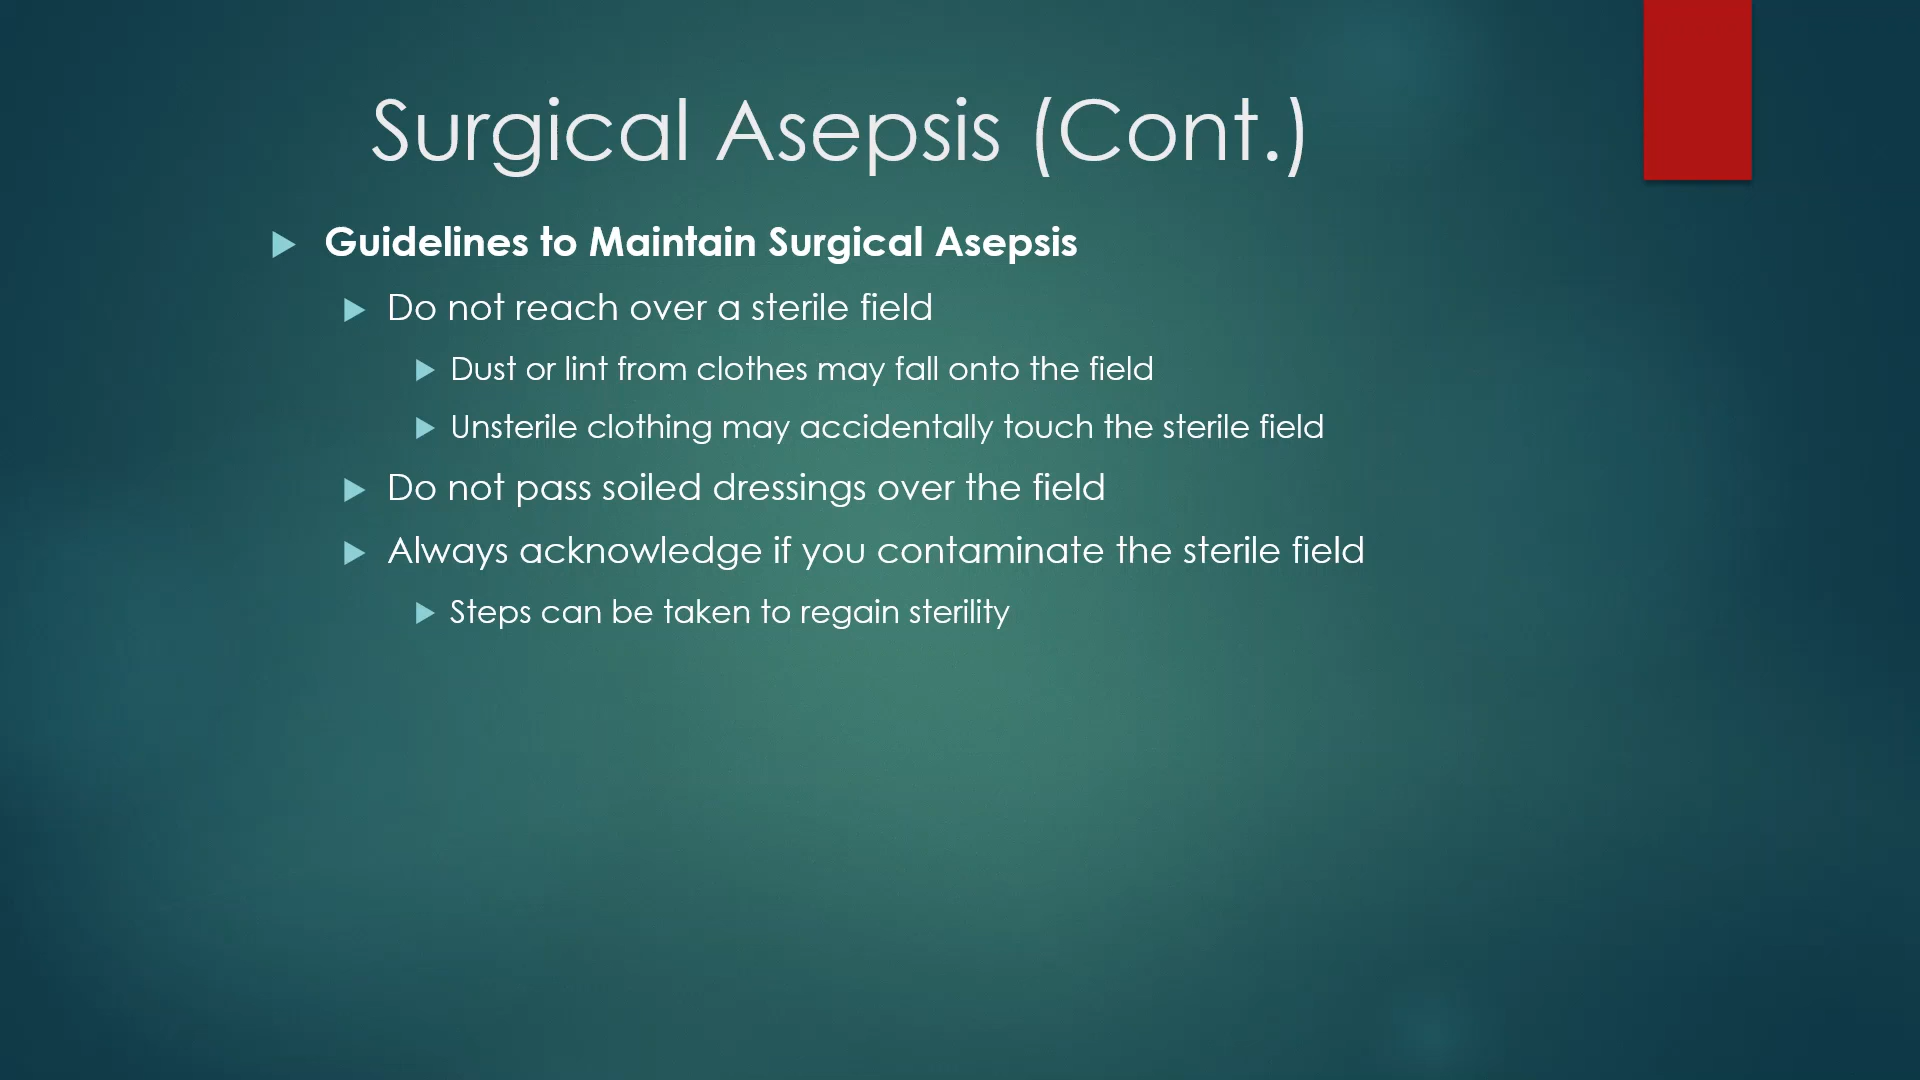 Surgical Asepsis (Cont.)
Guidelines to Maintain Surgical Asepsis
Do not reach over a sterile field
Dust or lint from clothes may fall onto the field
Unsterile clothing may accidentally touch the sterile field
Do not pass soiled dressings over the field
Always acknowledge if you contaminate the sterile field
Steps can be taken to regain sterility